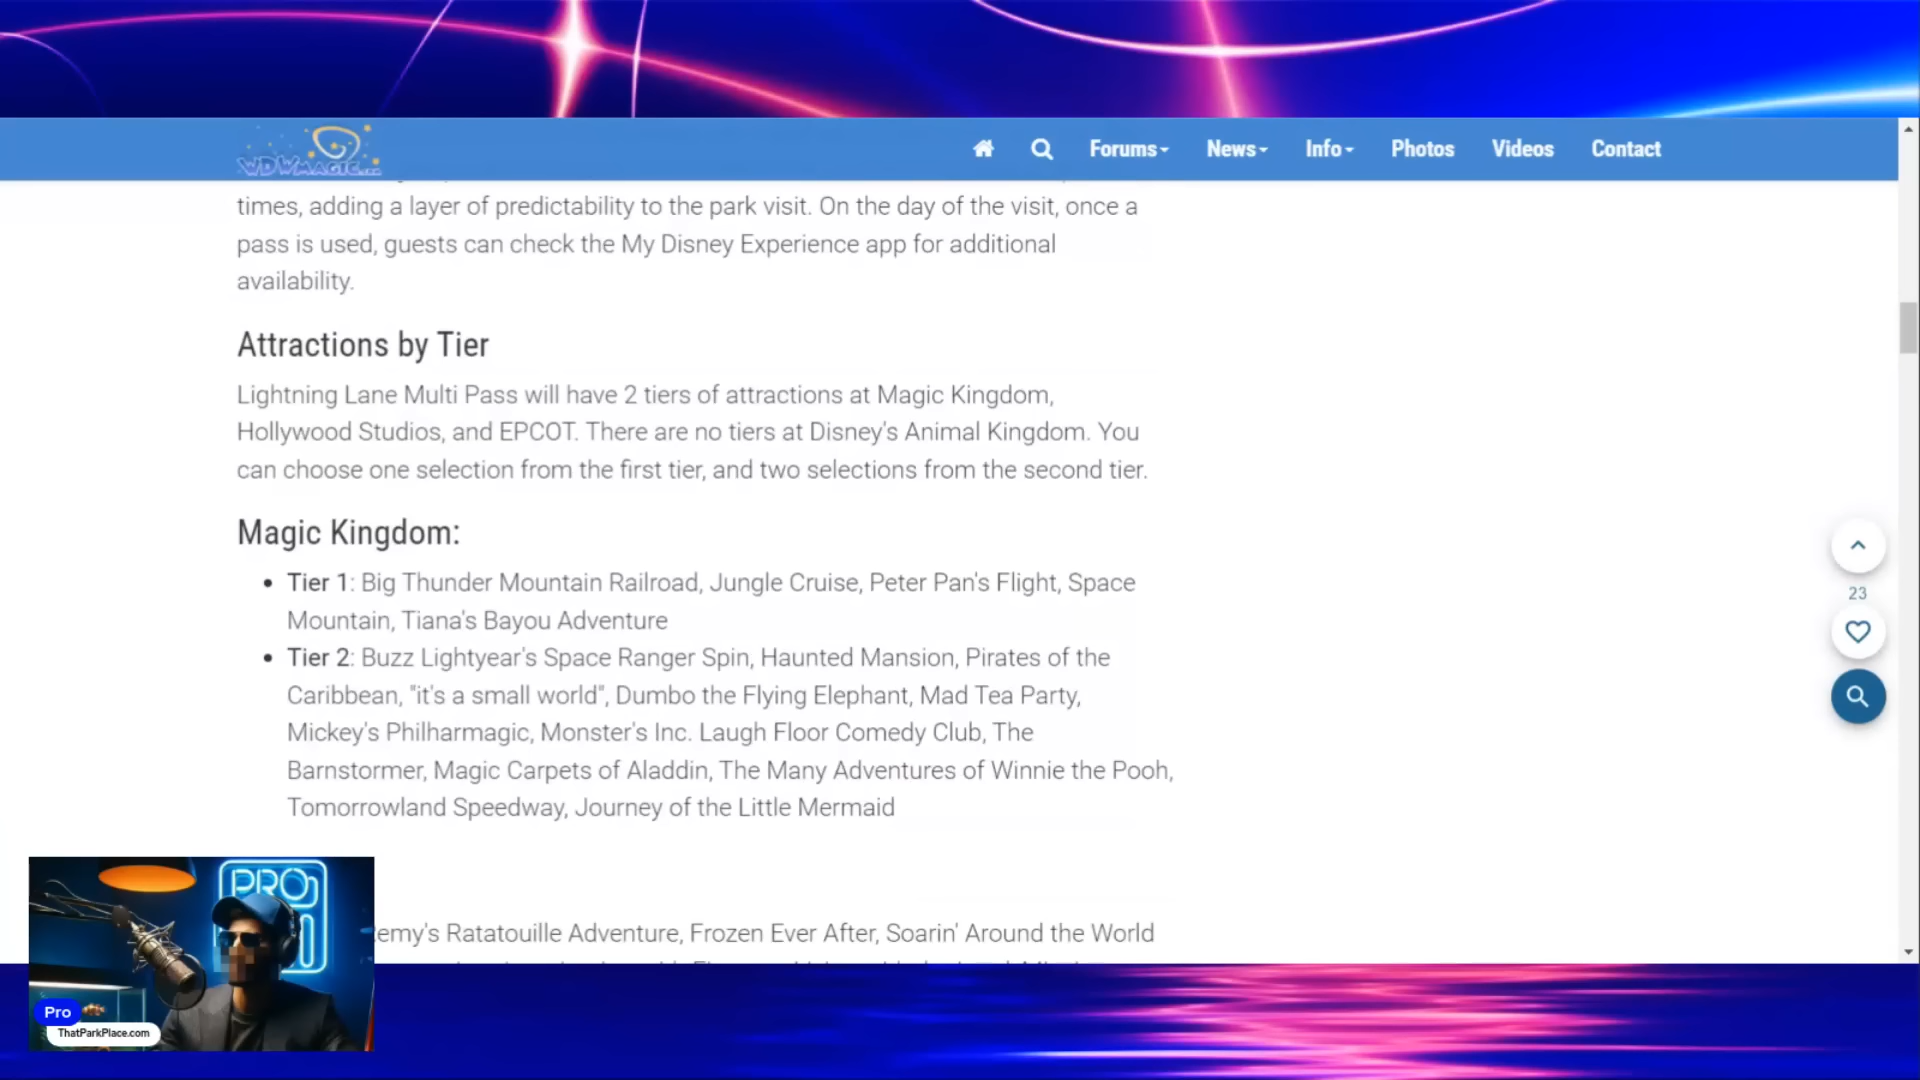 WDWMAGIC
Forums
News
Info
Photos
Videos
Contact
times, adding a layer of predictability to the park visit. On the day of the visit, once a
pass is used, guests can check the My Disney Experience app for additional
availability.
Attractions by Tier
Lightning Lane Multi Pass will have 2 tiers of attractions at Magic Kingdom,
Hollywood Studios, and EPCOT. There are no tiers at Disney's Animal Kingdom. You
can choose one selection from the first tier, and two selections from the second tier.
Magic Kingdom:
• Tier 1: Big Thunder Mountain Railroad, Jungle Cruise, Peter Pan's Flight, Space
Mountain, Tiana's Bayou Adventure
• Tier 2: Buzz Lightyear's Space Ranger Spin, Haunted Mansion, Pirates of the
Caribbean, "it's a small world", Dumbo the Flying Elephant, Mad Tea Party,
Mickey's Philharmagic, Monster's Inc. Laugh Floor Comedy Club, The
Barnstormer, Magic Carpets of Aladdin, The Many Adventures of Winnie the Pooh,
Tomorrowland Speedway, Journey of the Little Mermaid
23
emy's Ratatouille Adventure, Frozen Ever After, Soarin' Around the World
PRO
Pro
ThatParkPlace.com